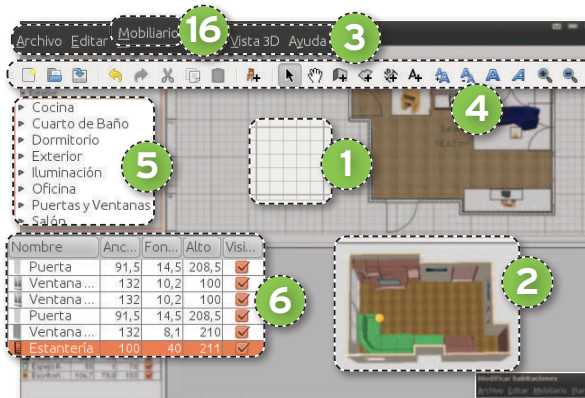 Archivo Editar Mobiliario 16 Vista 3D Ayuda 3
4
Cocina
Cuarto de Baño
Dormitorio
Exterior
Iluminación
Oficina
Puertas y Ventanas
Salón
5
1
16,62 m²
Nombre Anc... Fon... Alto Visi...
Puerta 91,5 14,5 208,5
Ventana ... 132 10,2 100
Ventana ... 132 10,2 100
Puerta 91,5 14,5 208,5
Ventana ... 132 8,1 210
Estantería 100 40 211
6
2
Modificar habitaciones
Archivo Editar Mobiliario